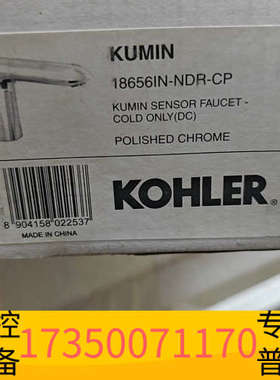 KUMIN
18656IN-NDR-CP
KUMIN SENSOR FAUCET -
COLD ONLY(DC)
POLISHED CHROME
KOHLER®
8 904158 022537
MADE IN CHINA
控 专
备 17350071170 普